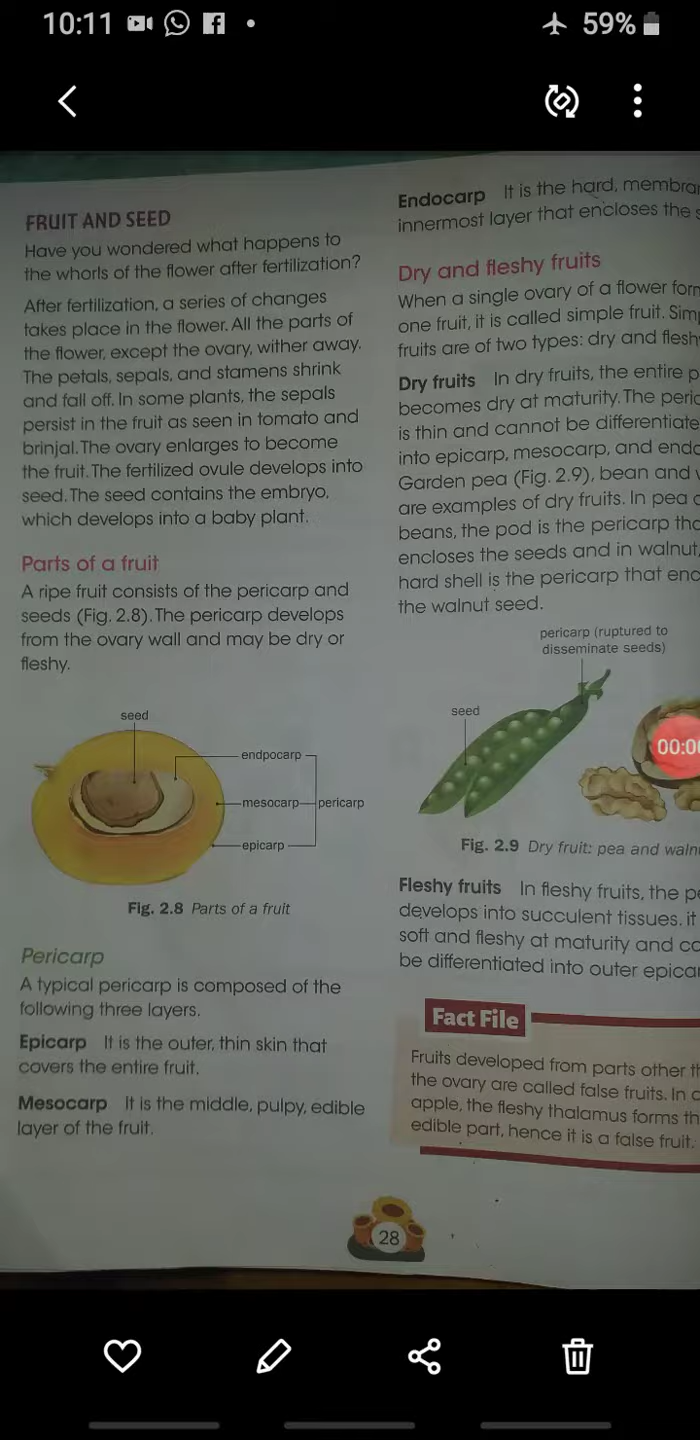 10:11
59%
FRUIT AND SEED
Have you wondered what happens to
the whorls of the flower after fertilization?
After fertilization, a series of changes
takes place in the flower. All the parts of
the flower, except the ovary, wither away.
The petals, sepals, and stamens shrink
and fall off. In some plants, the sepals
persist in the fruit as seen in tomato and
brinjal. The ovary enlarges to become
the fruit. The fertilized ovule develops into
seed. The seed contains the embryo,
which develops into a baby plant.
Parts of a fruit
A ripe fruit consists of the pericarp and
seeds (Fig. 2.8). The pericarp develops
from the ovary wall and may be dry or
fleshy.
seed
endpocarp
mesocarp
pericarp
epicarp
Fig. 2.8 Parts of a fruit
Pericarp
A typical pericarp is composed of the
following three layers.
Epicarp It is the outer, thin skin that
covers the entire fruit.
Mesocarp It is the middle, pulpy, edible
layer of the fruit.
Endocarp It is the hard,
innermost layer that encloses the
Dry and fleshy fruits
When a single ovary of a flower
one fruit, it is called simple fruit.
fruits are of two types: dry and
Dry fruits In dry fruits, the entire
becomes dry at maturity. The
is thin and cannot be
into epicarp, mesocarp, and
Garden pea (Fig. 2.9), bean and
are examples of dry fruits. In pea
beans, the pod is the pericarp
encloses the seeds and in walnut,
hard shell is the pericarp that
the walnut seed.
pericarp (ruptured to
disseminate seeds)
seed
Fig. 2.9 Dry fruit: pea and
Fleshy fruits In fleshy fruits, the
develops into succulent tissues. it
soft and fleshy at maturity and
be differentiated into outer
Fact File
Fruits developed from parts other
the ovary are called false fruits. In
apple, the fleshy thalamus forms
edible part, hence it is a false fruit.
28